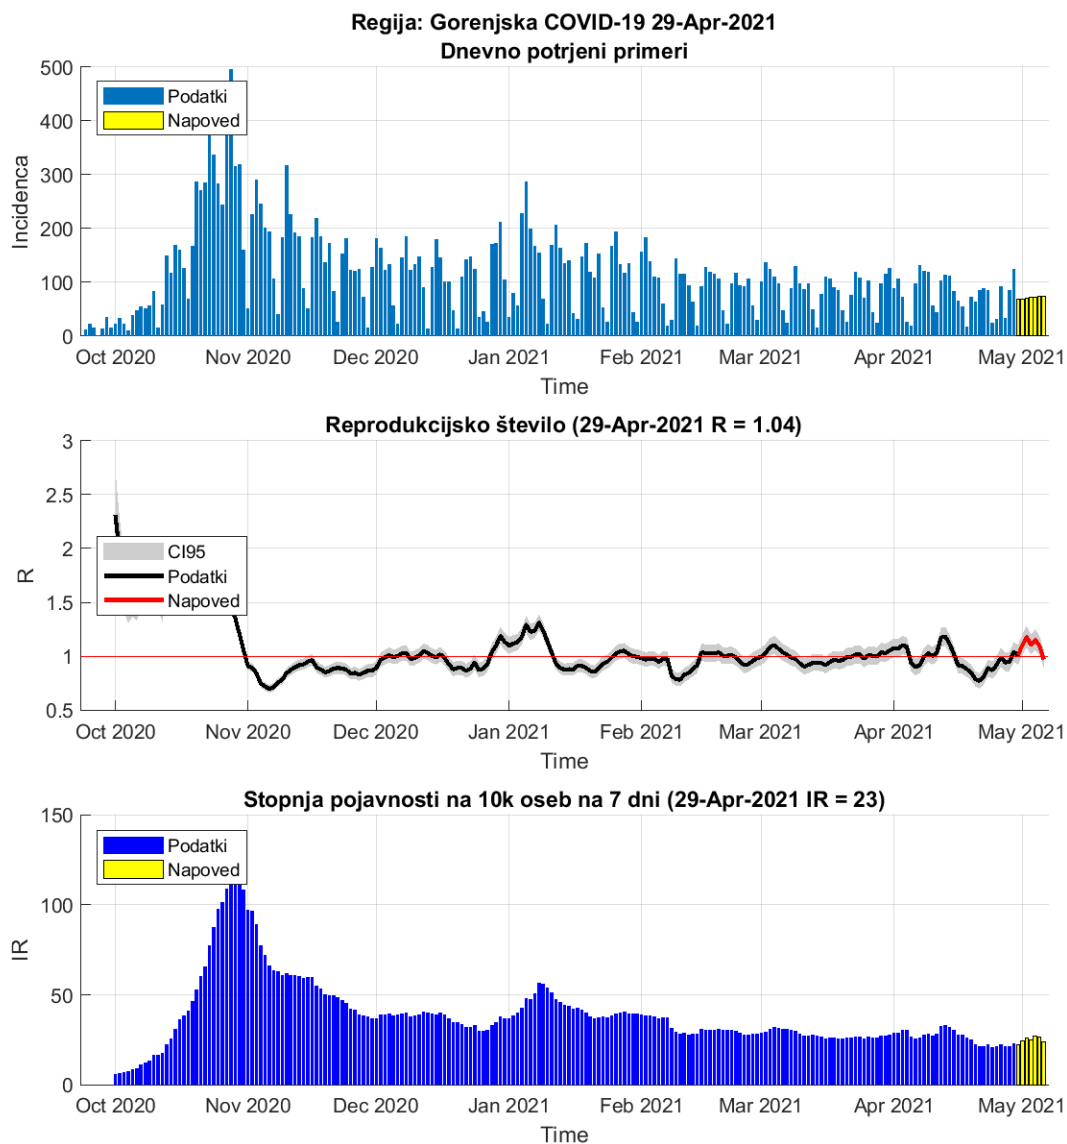 Regija: Gorenjska COVID-19 29-Apr-2021
Dnevno potrjeni primeri
500
400
300
200
100
0
Incidenca
Podatki
Napoved
Oct 2020 Nov 2020 Dec 2020 Jan 2021 Feb 2021 Mar 2021 Apr 2021 May 2021
Time
Reprodukcijsko število (29-Apr-2021 R = 1.04)
3
2.5
2
1.5
1
0.5
R
CI95
Podatki
Napoved
Oct 2020 Nov 2020 Dec 2020 Jan 2021 Feb 2021 Mar 2021 Apr 2021 May 2021
Time
Stopnja pojavnosti na 10k oseb na 7 dni (29-Apr-2021 IR = 23)
150
100
50
0
IR
Podatki
Napoved
Oct 2020 Nov 2020 Dec 2020 Jan 2021 Feb 2021 Mar 2021 Apr 2021 May 2021
Time